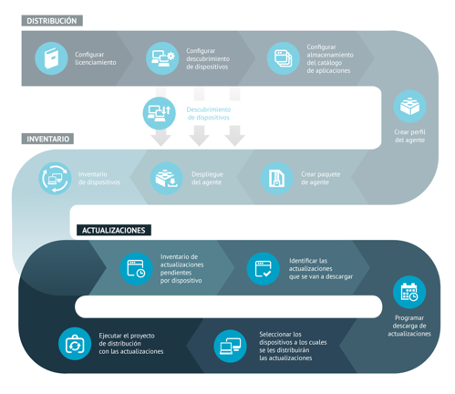 DISTRIBUCIÓN
Configurar
licenciamiento
Configurar
descubrimiento
de dispositivos
Configurar
almacenamiento
del catálogo
de aplicaciones
Crear perfil
del agente
Descubrimiento
de dispositivos
INVENTARIO
Inventario
de dispositivos
Despliegue
del agente
Crear paquete
de agente
ACTUALIZACIONES
Inventario de
actualizaciones
pendientes
por dispositivo
Identificar las
actualizaciones
que se van a descargar
Programar
descarga de
actualizaciones
Ejecutar el proyecto
de distribución
con las actualizaciones
Seleccionar los
dispositivos a los cuales
se les distribuirán
las actualizaciones